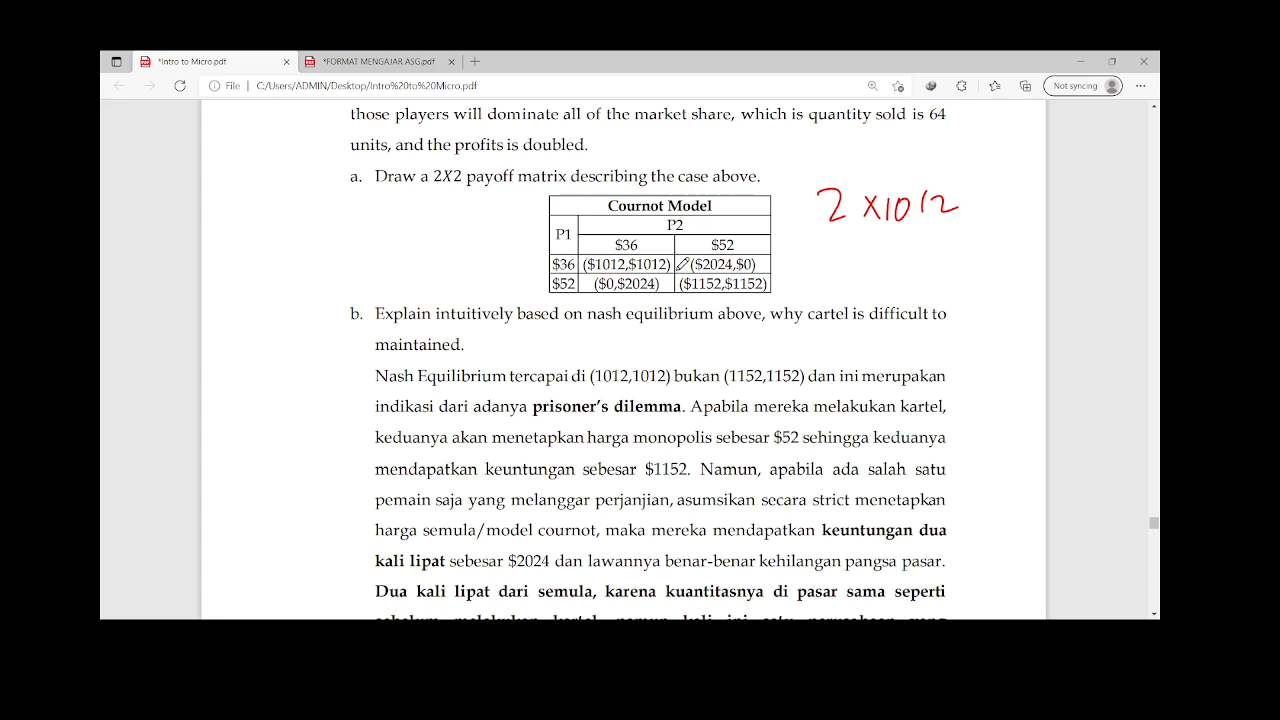 *Intro to Micro.pdf
*FORMAT MENGAJAR ASG.pdf
File | C:/Users/ADMIN/Desktop/Intro%20to%20Micro.pdf
Not syncing
those players will dominate all of the market share, which is quantity sold is 64
units, and the profits is doubled.
a. Draw a 2X2 payoff matrix describing the case above.
2 X1012
Cournot Model
P1 P2
$36 $52
$36 ($1012,$1012) ($2024,$0)
$52 ($0,$2024) ($1152,$1152)
b. Explain intuitively based on nash equilibrium above, why cartel is difficult to
maintained.
Nash Equilibrium tercapai di (1012,1012) bukan (1152,1152) dan ini merupakan
indikasi dari adanya prisoner's dilemma. Apabila mereka melakukan kartel,
keduanya akan menetapkan harga monopolis sebesar $52 sehingga keduanya
mendapatkan keuntungan sebesar $1152. Namun, apabila ada salah satu
pemain saja yang melanggar perjanjian, asumsikan secara strict menetapkan
harga semula/model cournot, maka mereka mendapatkan keuntungan dua
kali lipat sebesar $2024 dan lawannya benar-benar kehilangan pangsa pasar.
Dua kali lipat dari semula, karena kuantitasnya di pasar sama seperti